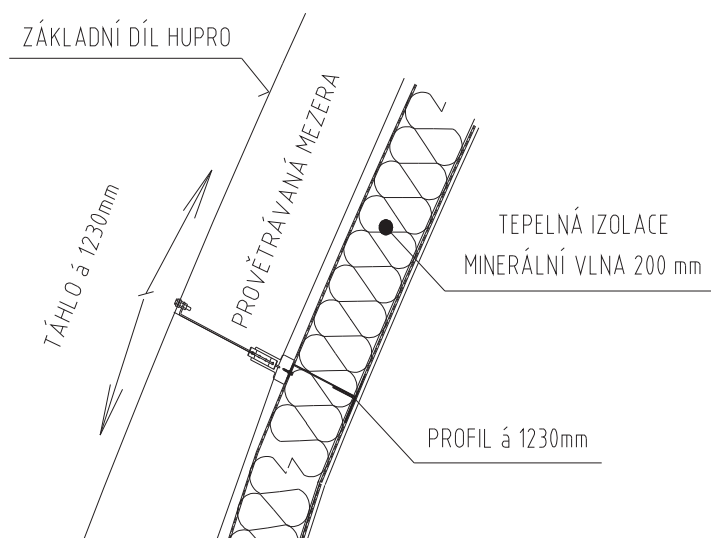 ZÁKLADNÍ DÍL HUPRO
PROVĚTRÁVANÁ MEZERA
TÁHLO á 1230mm
TEPELNÁ IZOLACE
MINERÁLNÍ VLNA 200 mm
PROFIL á 1230mm